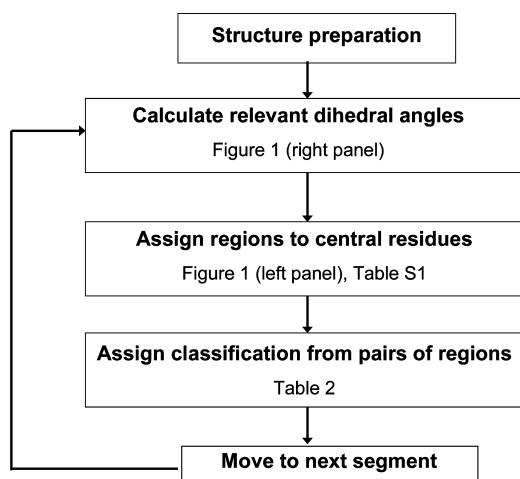 Structure preparation
Calculate relevant dihedral angles
Figure 1 (right panel)
Assign regions to central residues
Figure 1 (left panel), Table S1
Assign classification from pairs of regions
Table 2
Move to next segment